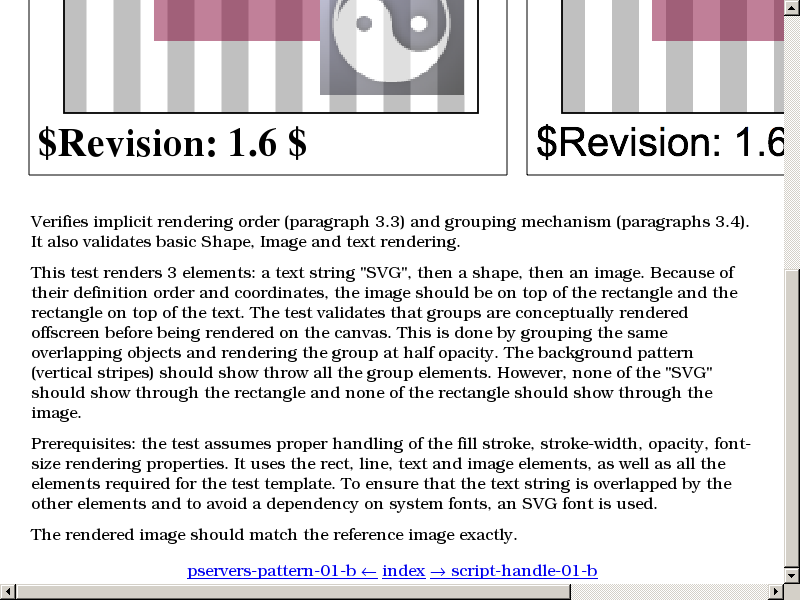 $Revision: 1.6 $
$Revision: 1.6
Verifies implicit rendering order (paragraph 3.3) and grouping mechanism (paragraphs 3.4).
It also validates basic Shape, Image and text rendering.
This test renders 3 elements: a text string "SVG", then a shape, then an image. Because of
their definition order and coordinates, the image should be on top of the rectangle and the
rectangle on top of the text. The test validates that groups are conceptually rendered
offscreen before being rendered on the canvas. This is done by grouping the same
overlapping objects and rendering the group at half opacity. The background pattern
(vertical stripes) should show throw all the group elements. However, none of the "SVG"
should show through the rectangle and none of the rectangle should show through the
image.
Prerequisites: the test assumes proper handling of the fill stroke, stroke-width, opacity, font-
size rendering properties. It uses the rect, line, text and image elements, as well as all the
elements required for the test template. To ensure that the text string is overlapped by the
other elements and to avoid a dependency on system fonts, an SVG font is used.
The rendered image should match the reference image exactly.
pservers-pattern-01-b ← index → script-handle-01-b